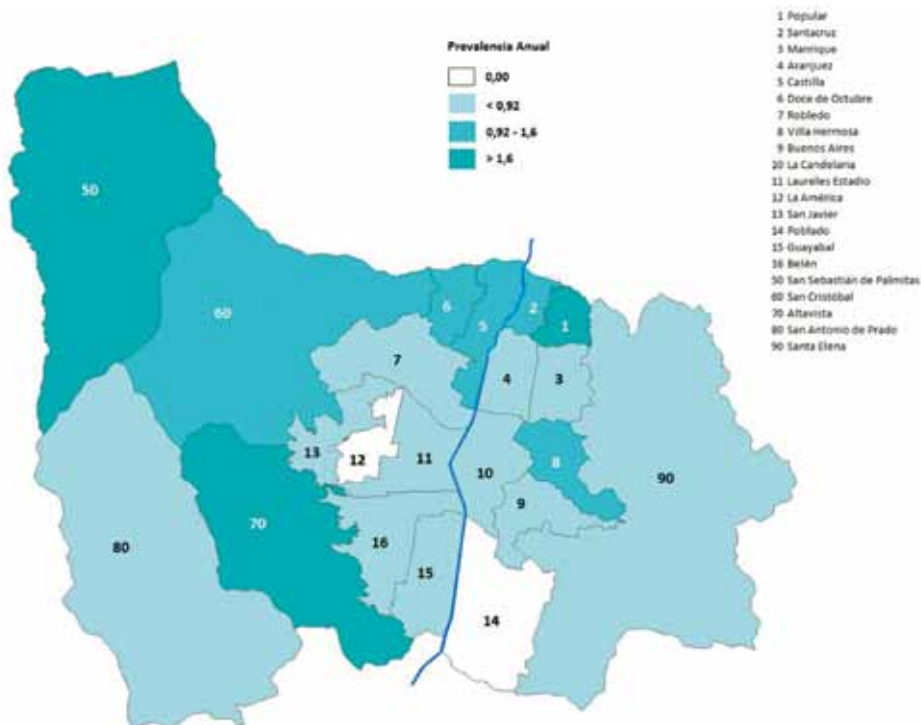 Prevalencia Anual
0,00
< 0,92
0,92 - 1,6
> 1,6
1 Popular
2 Santacruz
3 Manrique
4 Aranjuez
5 Castilla
6 Doce de Octubre
7 Robledo
8 Villa Hermosa
9 Buenos Aires
10 La Candelaria
11 Laureles Estadio
12 La América
13 San Javier
14 Poblado
15 Guayabal
16 Belén
50 San Sebastián de Palmitas
60 San Cristóbal
70 Altavista
80 San Antonio de Prado
90 Santa Elena
50
60
6
5
2
1
7
4
3
13
12
11
10
8
90
9
70
80
16
15
14